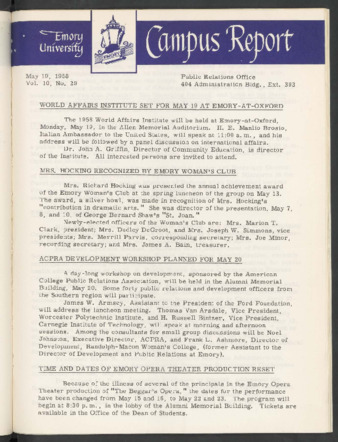 Emory
University
EMORY
Campus Report
May 19, 1958
Vol. 10, No. 29
Public Relations Office
404 Administration Bldg., Ext. 392
WORLD AFFAIRS INSTITUTE SET FOR MAY 19 AT EMORY-AT-OXFORD
The 1958 World Affairs Institute will be held at Emory-at-Oxford,
Monday, May 19, in the Allen Memorial Auditorium. H. E. Manlio Brosio,
Italian Ambassador to the United States, will speak at 11:08 a. m., and his
address will be followed by a panel discussion on international affairs.
Dr. John A. Griffin, Director of Community Education, is director
of the Institute. All interested persons are invited to attend.
MRS. HOCKING RECOGNIZED BY EMORY WOMAN'S CLUB
Mrs. Richard Hocking was presented the annual achievement award
of the Emory Woman's Club at the spring luncheon of the group on May 13.
The award, a silver bowl, was made in recognition of Mrs. Hocking's
"contribution in dramatic arts." She was director of the presentation, May 7,
8, and 10, of George Bernard Shaw's "St. Joan."
Newly-elected officers of the Woman's Club are: Mrs. Marion T.
Clark, president; Mrs. Dudley DeGroot, and Mrs. Joseph W. Simmons, vice
presidents; Mrs. Merrill Parvis, corresponding secretary; Mrs. Joe Minor,
recording secretary; and Mrs. James A. Bain, treasurer.
ACPRA DEVELOPMENT WORKSHOP PLANNED FOR MAY 20
A day-long workshop on development, sponsored by the American
College Public Relations Association, will be held in the Alumni Memorial
Building, May 20. Some forty public relations and development officers from
the Southern region will participate.
James W. Armsey, Assistant to the President of the Ford Foundation,
will address the luncheon meeting. Thomas Van Arsdale, Vice President,
Worcester Polytechnic Institute, and H. Russell Bintzer, Vice President,
Carnegie Institute of Technology, will speak at morning and afternoon
sessions. Among the consultants for small group discussions will be Noel
Johnston, Executive Director, ACPRA, and Frank L. Ashmore, Director of
Development, Randolph-Macon Woman's College, (former Assistant to the
Director of Development and Public Relations at Emory).
TIME AND DATES OF EMORY OPERA THEATER PRODUCTION RESET
Because of the illness of several of the principals in the Emory Opera
Theater production of "The Beggar's Opera," the dates for the performance
have been changed from May 15 and 16, to May 22 and 23. The program will
begin at 8:30 p. m., in the lobby of the Alumni Memorial Building. Tickets are
available in the Office of the Dean of Students.